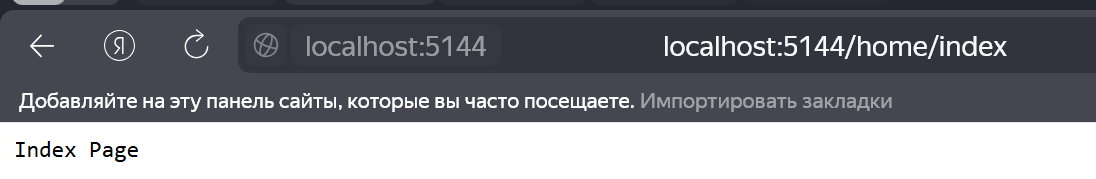 Я localhost:5144 localhost:5144/home/index
Добавляйте на эту панель сайты, которые вы часто посещаете. Импортировать закладки
Index Page